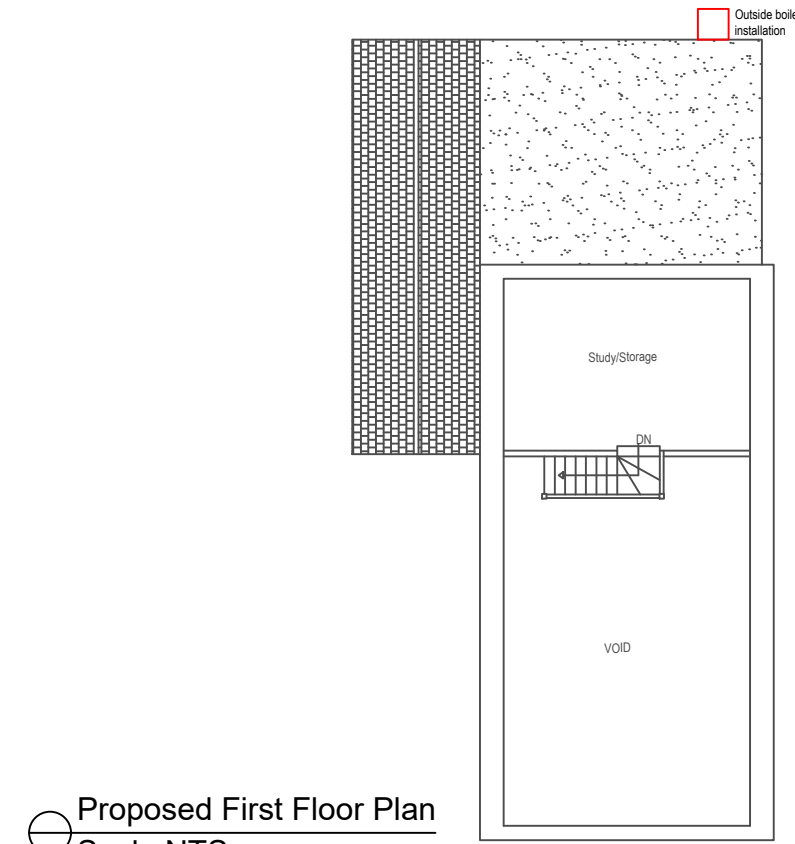 Outside boile
installation
Study/Storage
DN
VOID
Proposed First Floor Plan